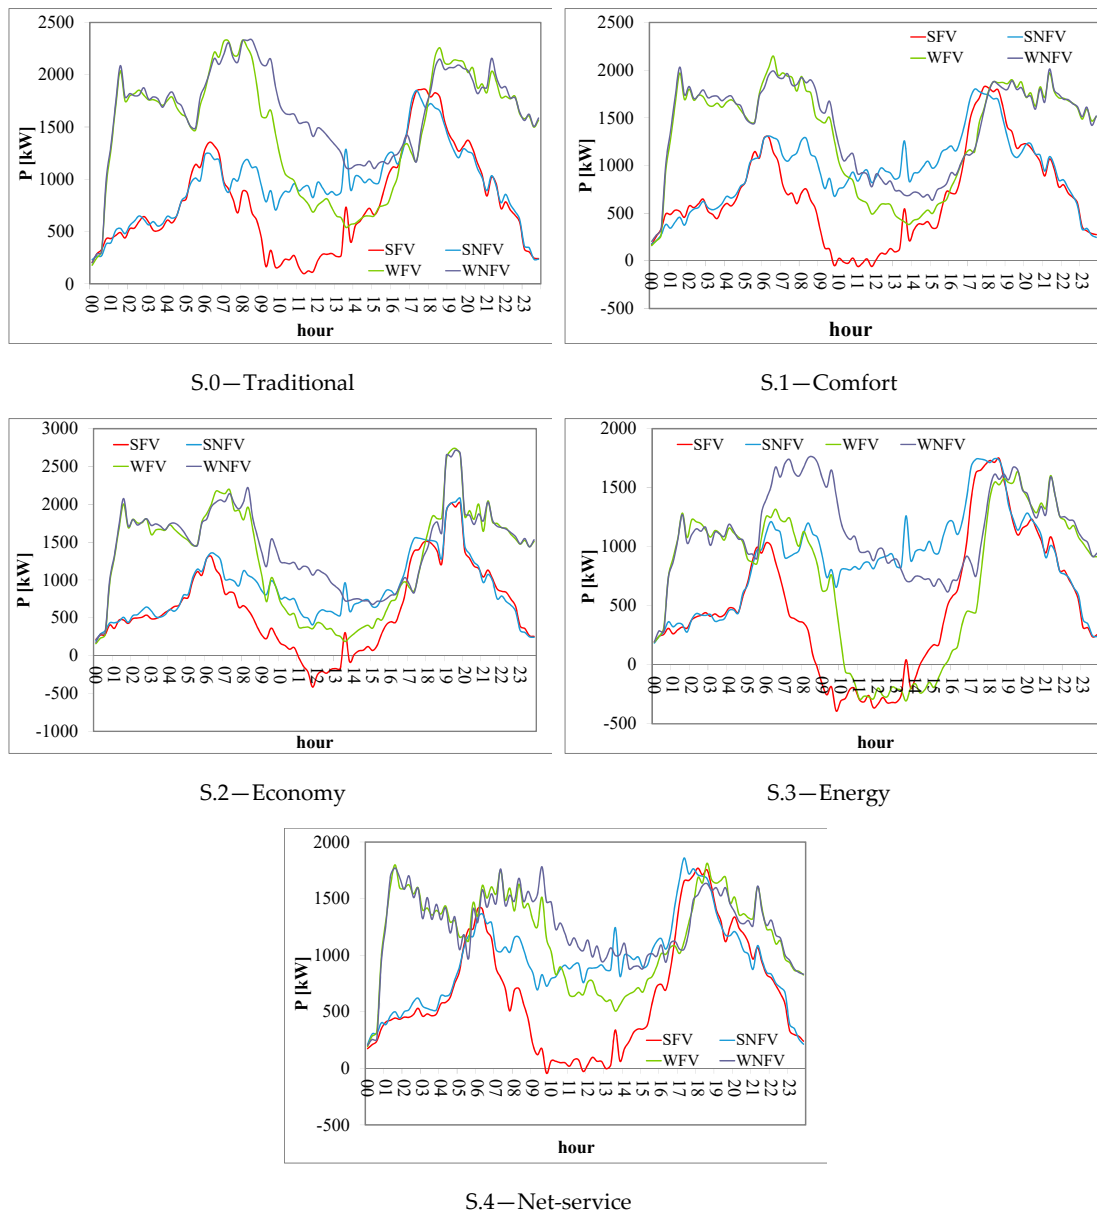 2500
2000
1500
1000
500
0
P [kW]
SFV SNFV
WFV WNFV
00 01 02 03 04 05 06 07 08 09 10 11 12 13 14 15 16 17 18 19 20 21 22 23
hour
S.0—Traditional
2500
2000
1500
1000
500
0
-500
P [kW]
SFV SNFV
WFV WNFV
00 01 02 03 04 05 06 07 08 09 10 11 12 13 14 15 16 17 18 19 20 21 22 23
hour
S.1—Comfort
3000
2500
2000
1500
1000
500
0
-500
-1000
P [kW]
SFV SNFV
WFV WNFV
00 01 02 03 04 05 06 07 08 09 10 11 12 13 14 15 16 17 18 19 20 21 22 23
hour
S.2—Economy
2000
1500
1000
500
0
-500
P [kW]
SFV SNFV WFV WNFV
00 01 02 03 04 05 06 07 08 09 10 11 12 13 14 15 16 17 18 19 20 21 22 23
hour
S.3—Energy
2000
1500
1000
500
0
-500
P [kW]
SFV SNFV
WFV WNFV
00 01 02 03 04 05 06 07 08 09 10 11 12 13 14 15 16 17 18 19 20 21 22 23
hour
S.4—Net-service